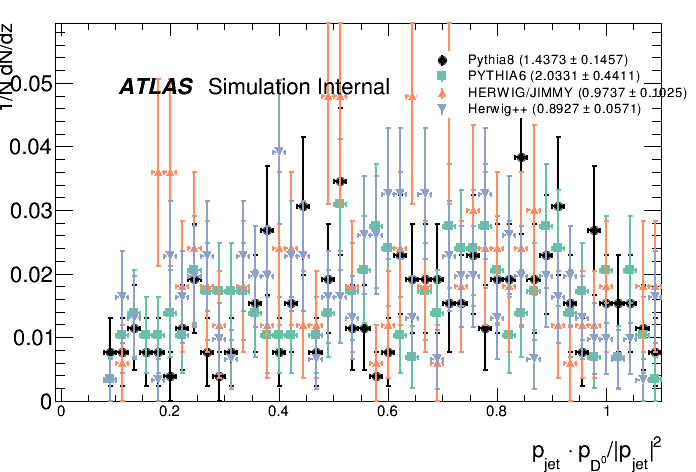 1/N dN/dz
ATLAS Simulation Internal
Pythia8 (1.4373 ± 0.1457)
PYTHIA6 (2.0331 ± 0.4411)
HERWIG/JIMMY (0.9737 ± 0.1025)
Herwig++ (0.8927 ± 0.0571)
0.05
0.04
0.03
0.02
0.01
0
0 0.2 0.4 0.6 0.8 1
p_jet · p_D⁰/|p_jet|²